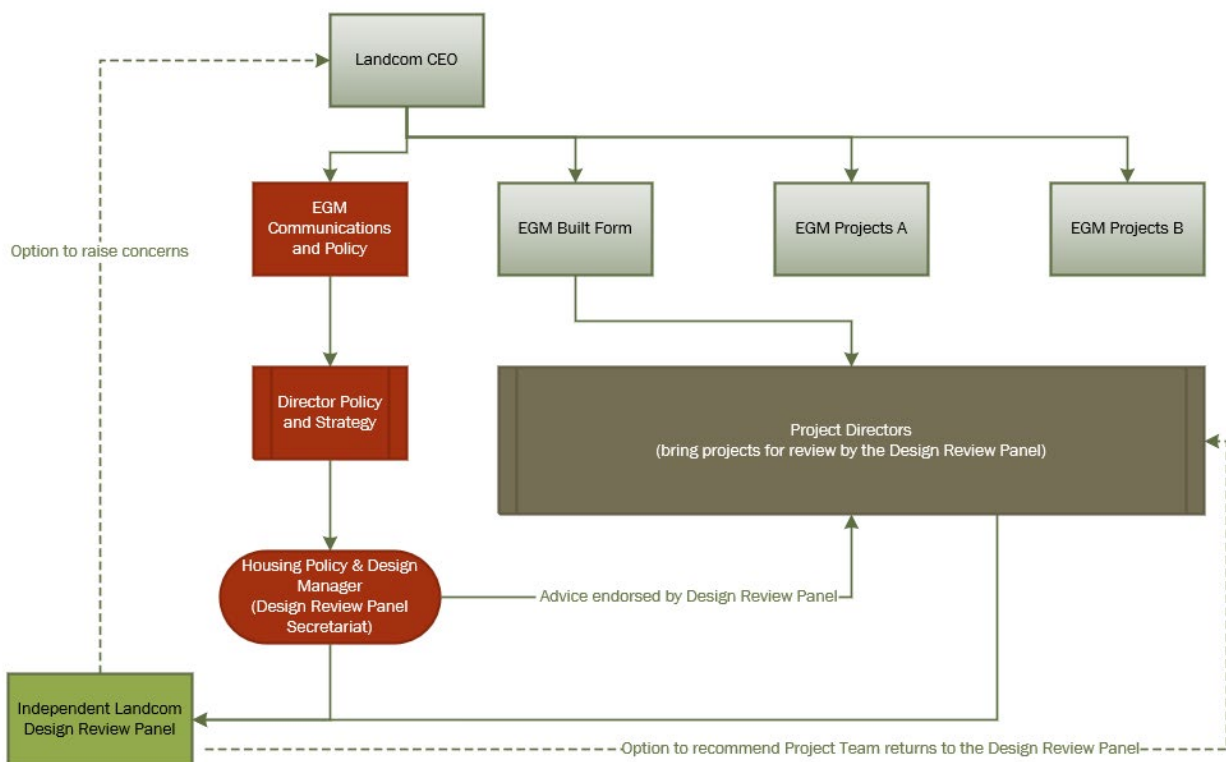 Landcom CEO
EGM
Communications
and Policy
EGM Built Form
EGM Projects A
EGM Projects B
Option to raise concerns
Director Policy
and Strategy
Project Directors
(bring projects for review by the Design Review Panel)
Housing Policy & Design
Manager
(Design Review Panel
Secretariat)
Advice endorsed by Design Review Panel
Independent Landcom
Design Review Panel
Option to recommend Project Team returns to the Design Review Panel